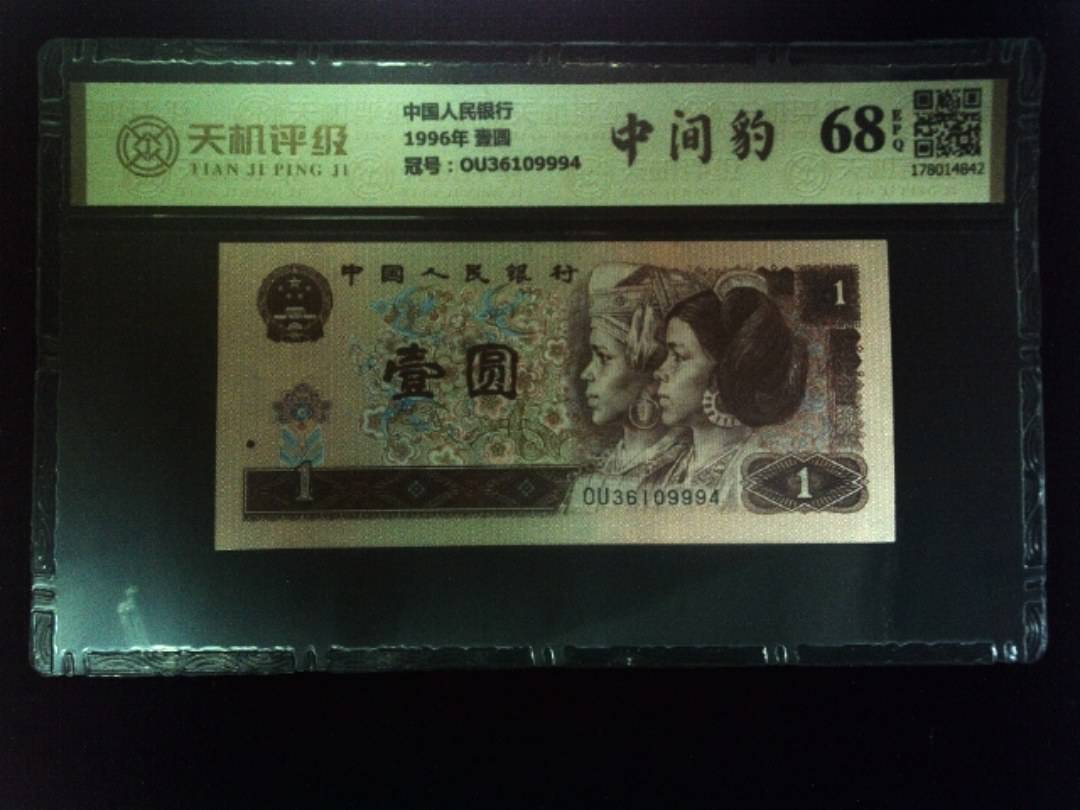 天机评级
TIAN JI PING JI
中国人民银行
1996年 壹圆
冠号：OU36109994
中间豹
68
EPQ
178014842
中国人民银行
1
壹圆
1
OU36109994
1